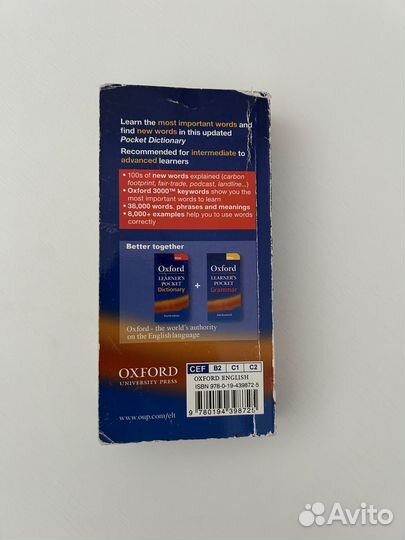 Learn the most important words and
find new words in this updated
Pocket Dictionary
Recommended for intermediate to
advanced learners
• 100s of new words explained (carbon
footprint, fair-trade, podcast, landline...)
• Oxford 3000™ keywords show you the
most important words to learn
• 38,000 words, phrases and meanings
• 8,000+ examples help you to use words
correctly
Better together
Oxford
LEARNER'S
POCKET
Dictionary
+
Oxford
LEARNER'S
POCKET
Grammar
Oxford – the world's authority
on the English language
OXFORD
UNIVERSITY PRESS
www.oup.com/elt
CEF B2 C1 C2
OXFORD ENGLISH
ISBN 978-0-19-439872-5
9 780194 398725
Avito